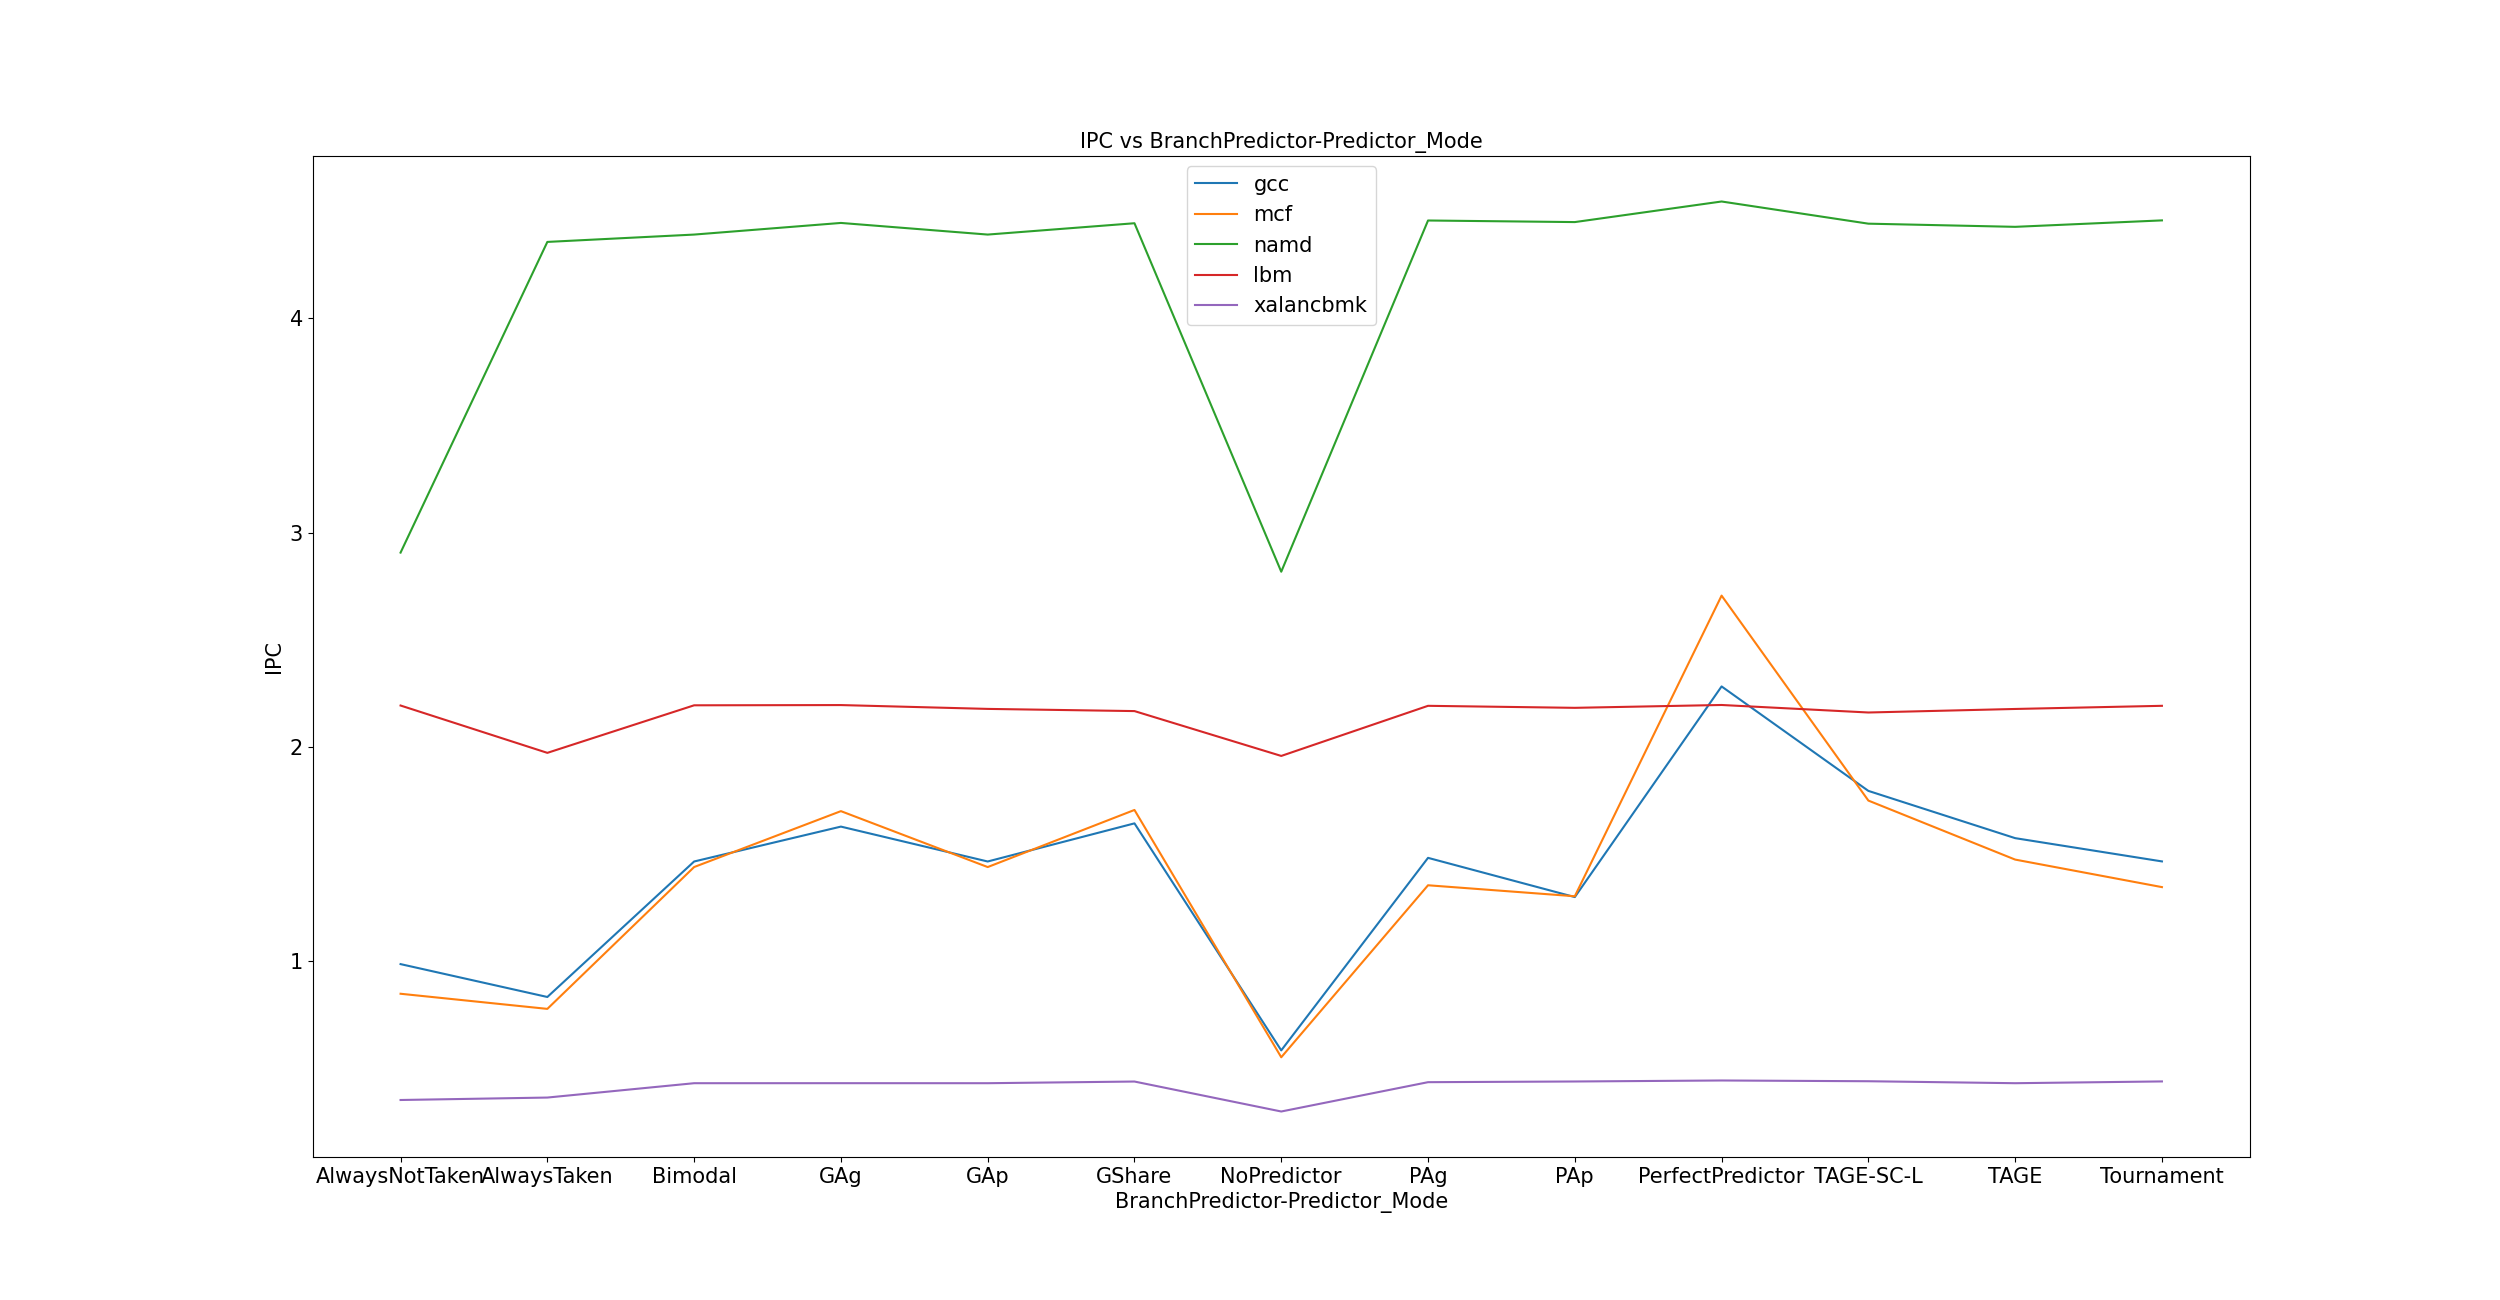 IPC vs BranchPredictor-Predictor_Mode
gcc
mcf
namd
lbm
xalancbmk
4
3
2
1
IPC
AlwaysNotTaken AlwaysTaken Bimodal GAg GAp GShare NoPredictor PAg PAp PerfectPredictor TAGE-SC-L TAGE Tournament
BranchPredictor-Predictor_Mode